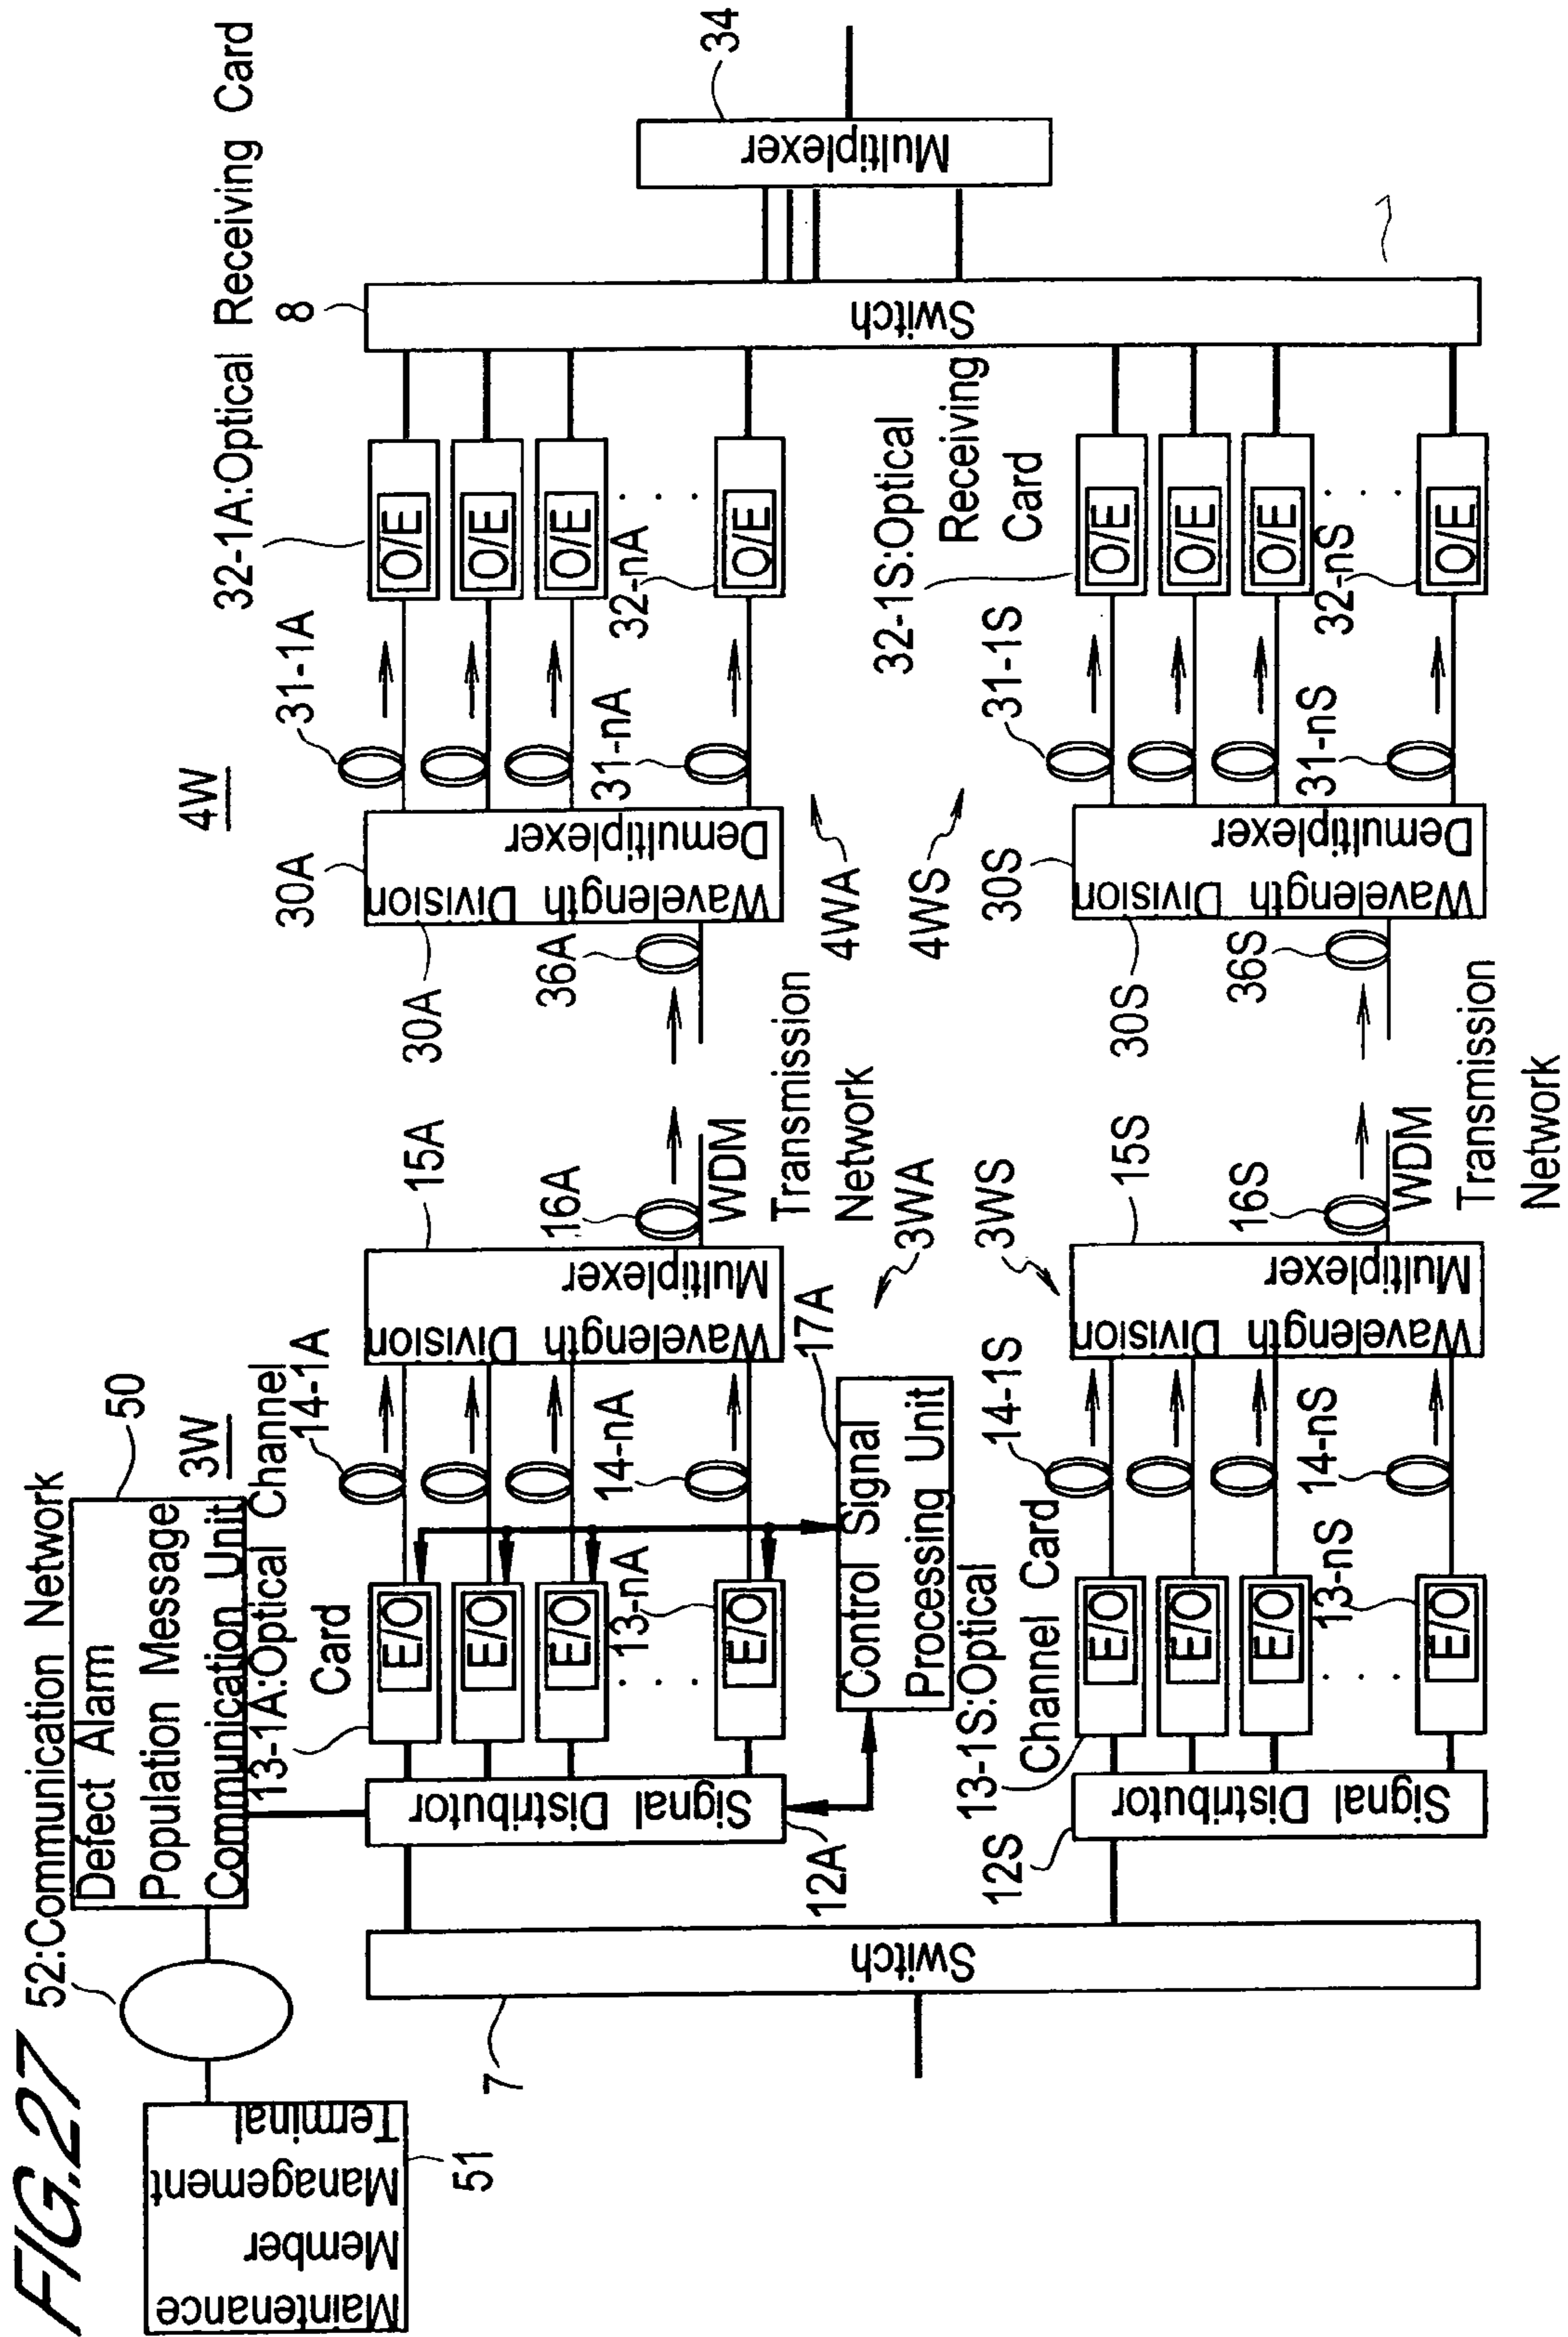 FIG.27
52:Communication Network
Defect Alarm
Population Message
Communication Unit
50
Maintenance
Member
Management
Terminal
51
3W
4W
13-1A:Optical Channel
Card
14-1A
15A
30A
30A
31-1A
32-1A:Optical Receiving Card
8
34
Switch
7
Signal Distributor
12A
E/O
E/O
E/O
. . .
13-nA
E/O
14-nA
Wavelength Division
Multiplexer
16A
WDM
Transmission
Network
36A
Wavelength Division
Demultiplexer
31-nA
O/E
O/E
O/E
. . .
32-nA
O/E
Switch
Multiplexer
Control Signal
Processing Unit
17A
3WA
3WS
4WA
4WS
13-1S:Optical
Channel Card
14-1S
15S
30S
30S
31-1S
32-1S:Optical
Receiving
Card
12S
Signal Distributor
E/O
E/O
E/O
. . .
13-nS
E/O
14-nS
Wavelength Division
Multiplexer
16S
WDM
Transmission
Network
36S
Wavelength Division
Demultiplexer
31-nS
O/E
O/E
O/E
. . .
32-nS
O/E